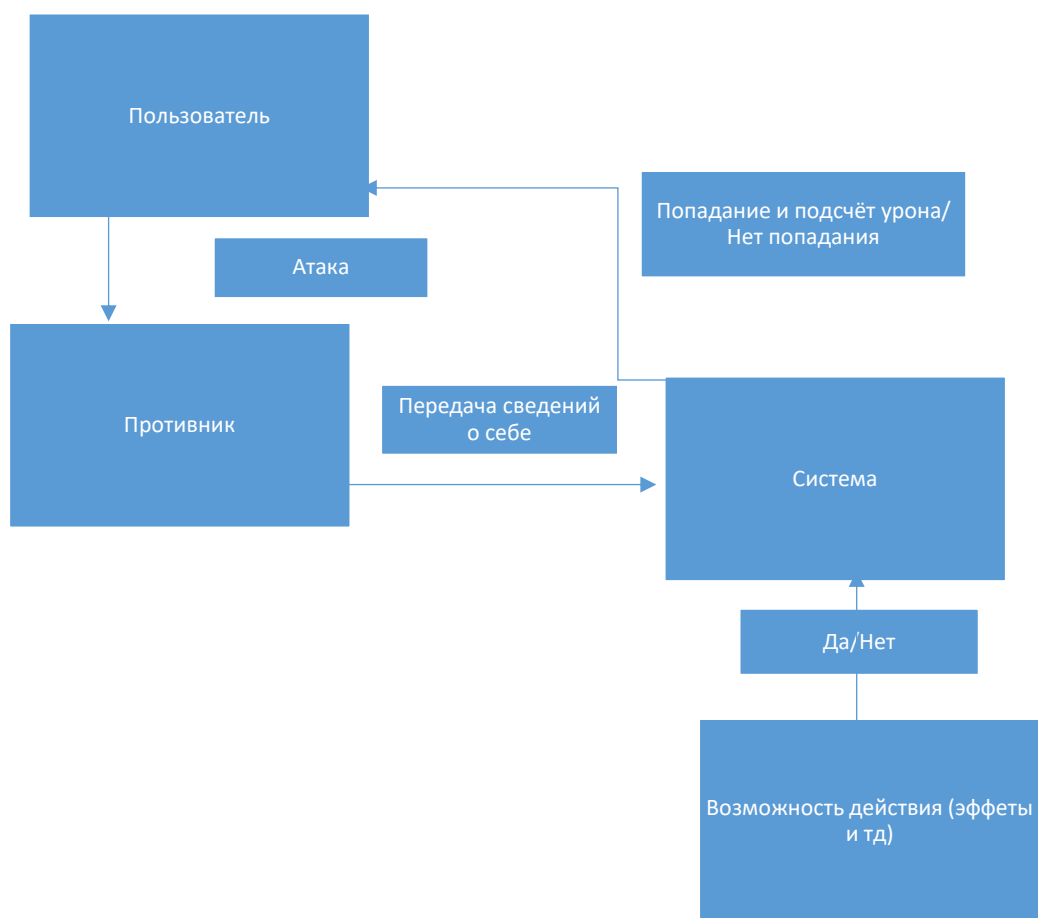 Пользователь
Попадание и подсчёт урона/
Нет попадания
Атака
Противник
Передача сведений
о себе
Система
Да/Нет
Возможность действия (эффеты
и тд)